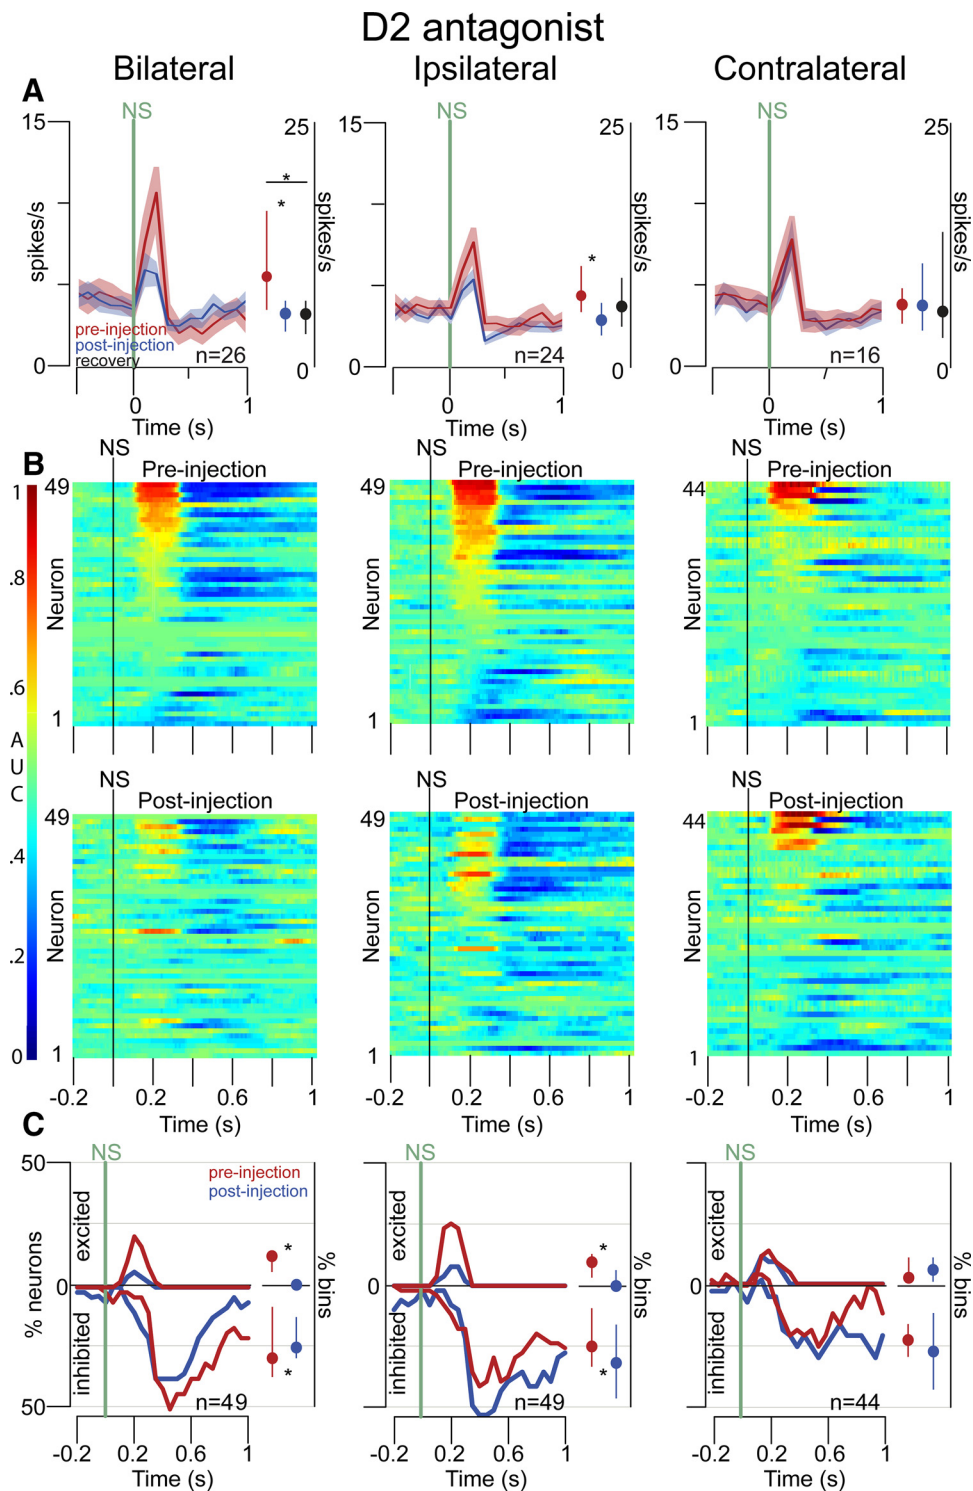 D2 antagonist
Bilateral Ipsilateral Contralateral
A
NS NS NS
15 25 15 25 15 25
spikes/s spikes/s spikes/s spikes/s
* * *
pre-injection
post-injection
recovery
n=26 n=24 n=16
0 0 0 0 0 0
0 1 0 1 0 1
Time (s) Time (s) Time (s)
B
NS NS NS
Pre-injection Pre-injection Pre-injection
1 .8 .6 .4 .2 0
AUC
49 49 44
Neuron Neuron Neuron
1 1 1
NS NS NS
Post-injection Post-injection Post-injection
49 49 44
Neuron Neuron Neuron
1 1 1
-0.2 0.2 1 -0.2 0.2 1 -0.2 0.2 1
Time (s) Time (s) Time (s)
C
NS NS NS
50
pre-injection
post-injection
excited excited excited
* *
% neurons % bins % bins % bins
0 0 0
inhibited inhibited inhibited
* *
50
n=49 n=49 n=44
-0.2 0.2 0.6 1 -0.2 0.2 0.6 1 -0.2 0.2 0.6 1
Time (s) Time (s) Time (s)